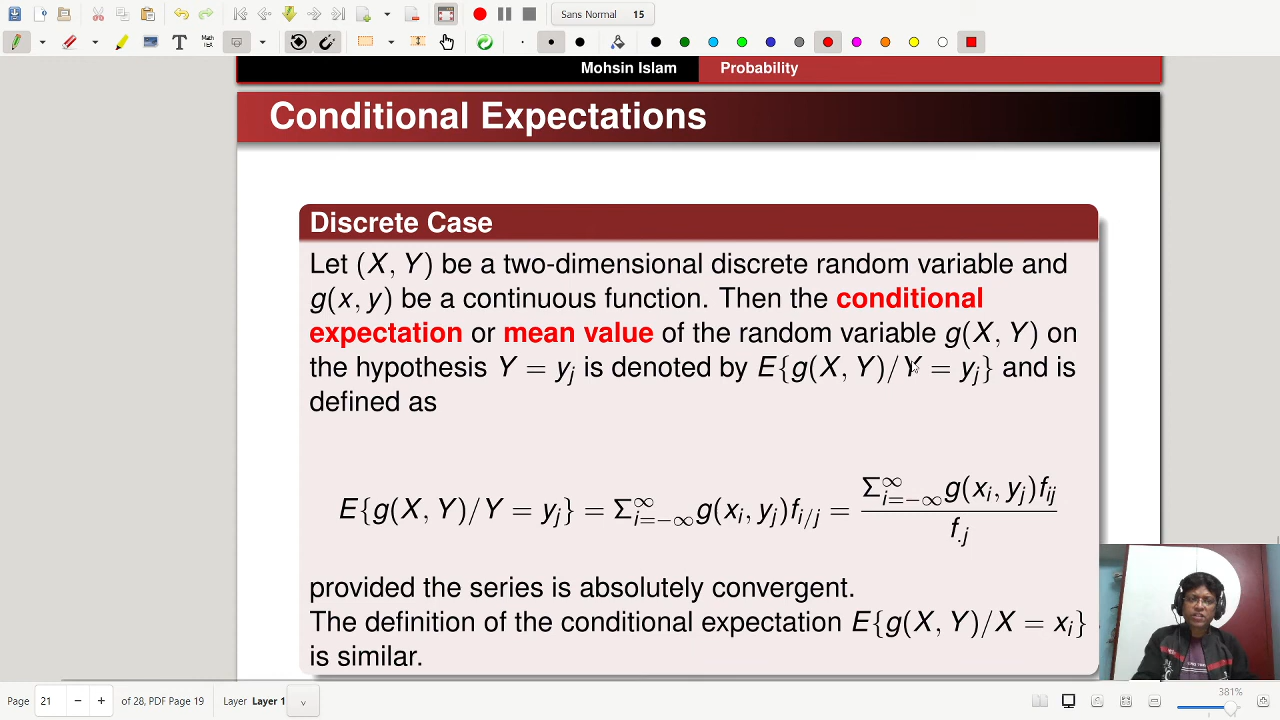 Sans Normal 15
Mohsin Islam Probability
Conditional Expectations
Discrete Case
Let (X, Y) be a two-dimensional discrete random variable and
g(x, y) be a continuous function. Then the conditional
expectation or mean value of the random variable g(X, Y) on
the hypothesis Y = y_j is denoted by E{g(X, Y)/Y = y_j} and is
defined as
E{g(X, Y)/Y = y_j} = Σ_{i=-∞}^{∞} g(x_i, y_j)f_{i/j} = \frac{Σ_{i=-∞}^{∞} g(x_i, y_j)f_{ij}}{f_{.j}}
provided the series is absolutely convergent.
The definition of the conditional expectation E{g(X, Y)/X = x_i}
is similar.
Page 21 of 28, PDF Page 19 Layer Layer 1 381%